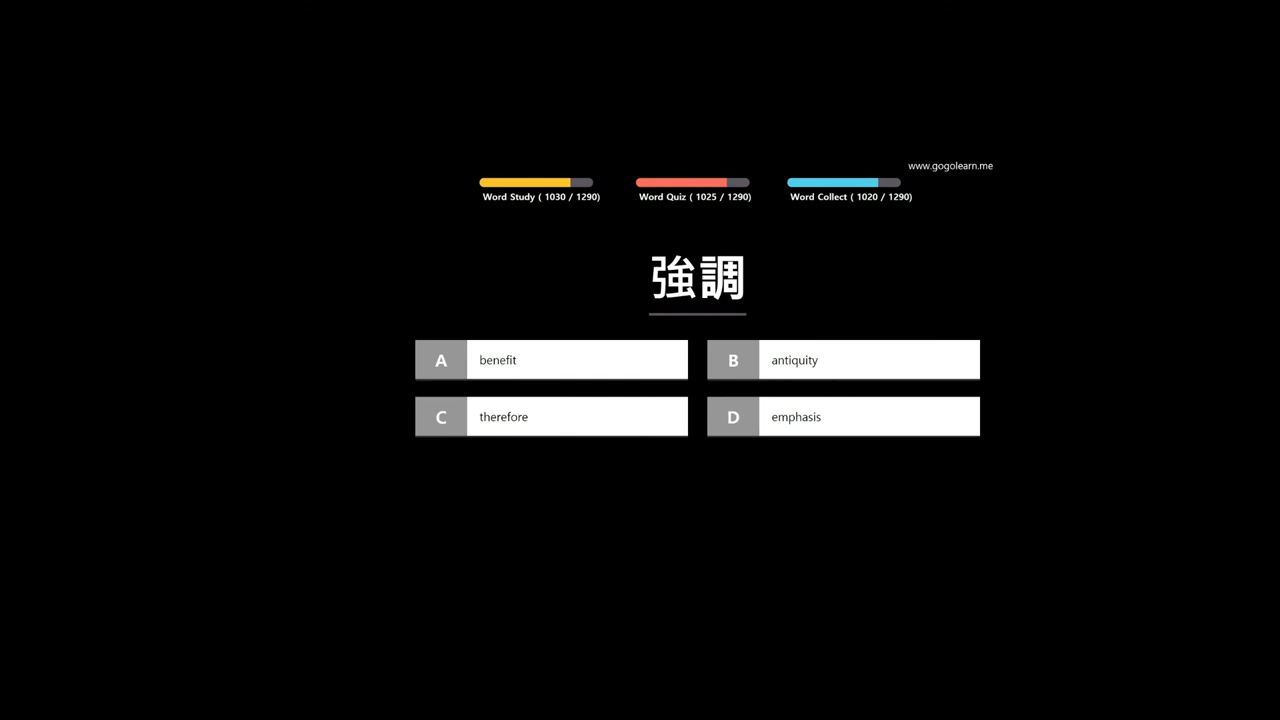 www.gogolearn.me
Word Study ( 1030 / 1290)
Word Quiz ( 1025 / 1290)
Word Collect ( 1020 / 1290)
強調
A benefit
B antiquity
C therefore
D emphasis